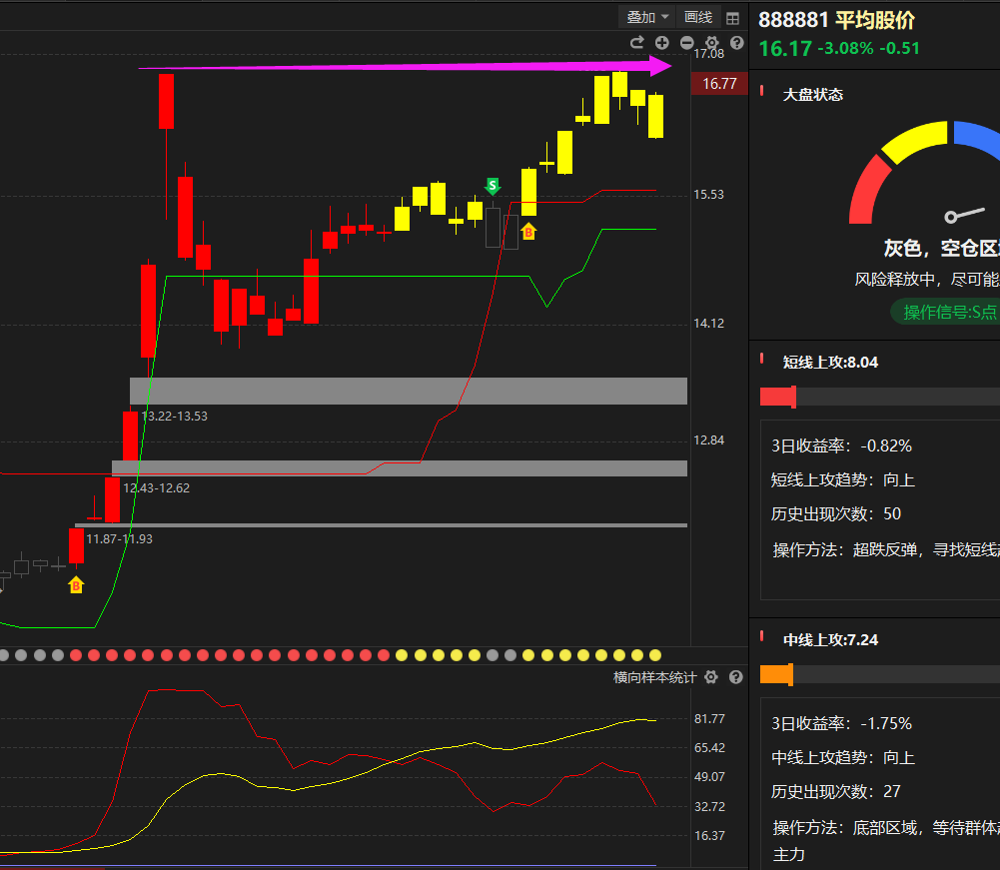 叠加 画线
17.08
16.77
15.53
S
B
14.12
13.22-13.53
12.84
12.43-12.62
11.87-11.93
B
横向样本统计
81.77
65.42
49.07
32.72
16.37
888881 平均股价
16.17 -3.08% -0.51
大盘状态
灰色，空仓区
风险释放中，尽可能
操作信号:S点
短线上攻:8.04
3日收益率：-0.82%
短线上攻趋势：向上
历史出现次数：50
操作方法：超跌反弹，寻找短线
中线上攻:7.24
3日收益率：-1.75%
中线上攻趋势：向上
历史出现次数：27
操作方法：底部区域，等待群体
主力